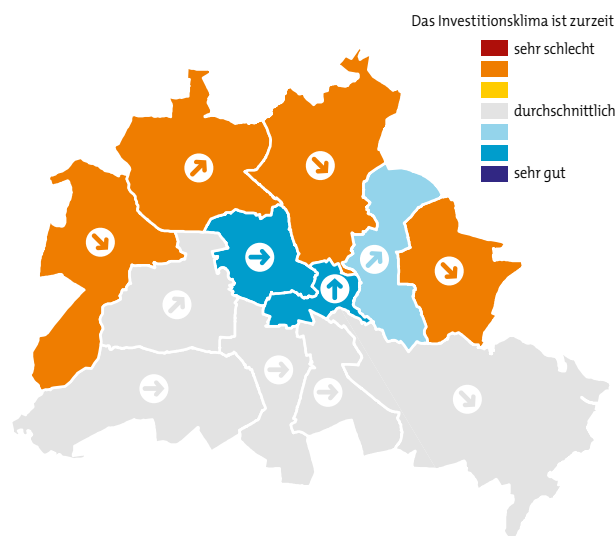 Das Investitionsklima ist zurzeit
sehr schlecht
durchschnittlich
sehr gut